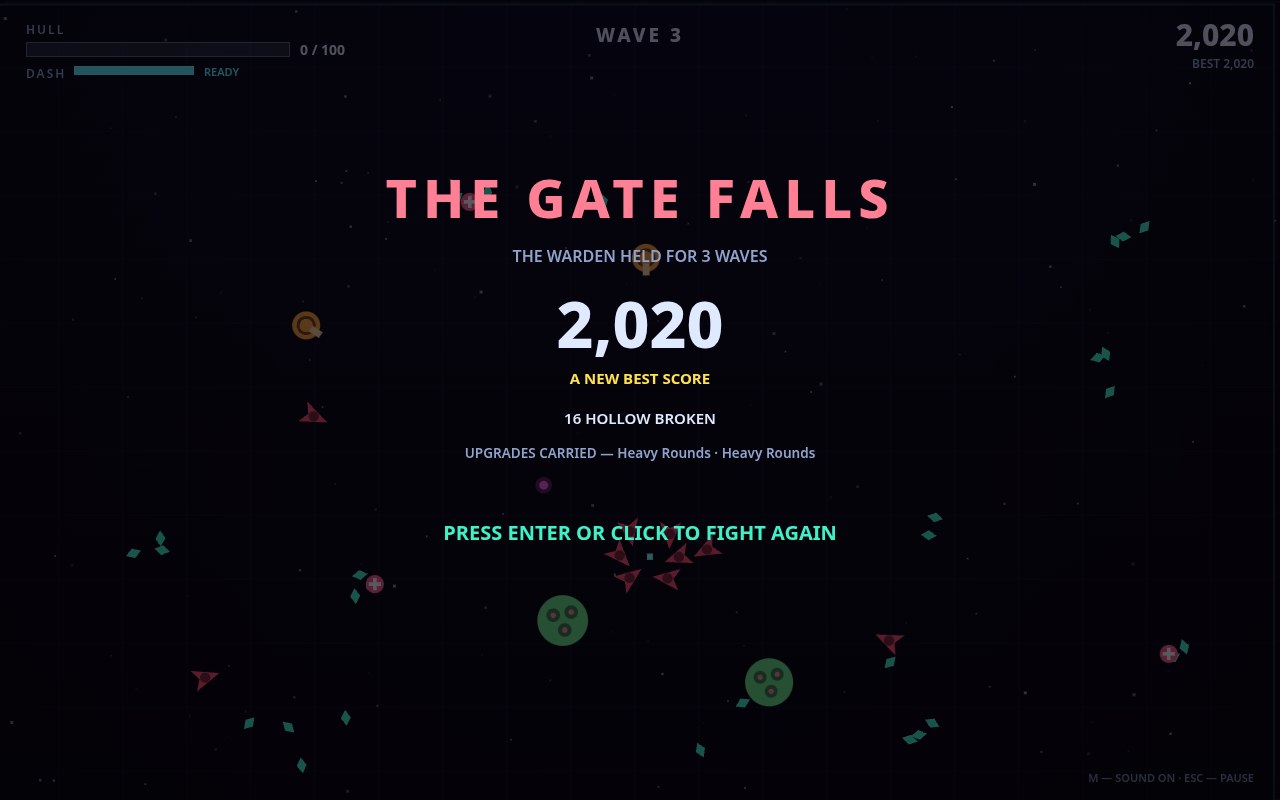 HULL
0 / 100
DASH
READY
WAVE 3
2,020
BEST 2,020
THE GATE FALLS
THE WARDEN HELD FOR 3 WAVES
2,020
A NEW BEST SCORE
16 HOLLOW BROKEN
UPGRADES CARRIED — Heavy Rounds · Heavy Rounds
PRESS ENTER OR CLICK TO FIGHT AGAIN
M — SOUND ON · ESC — PAUSE